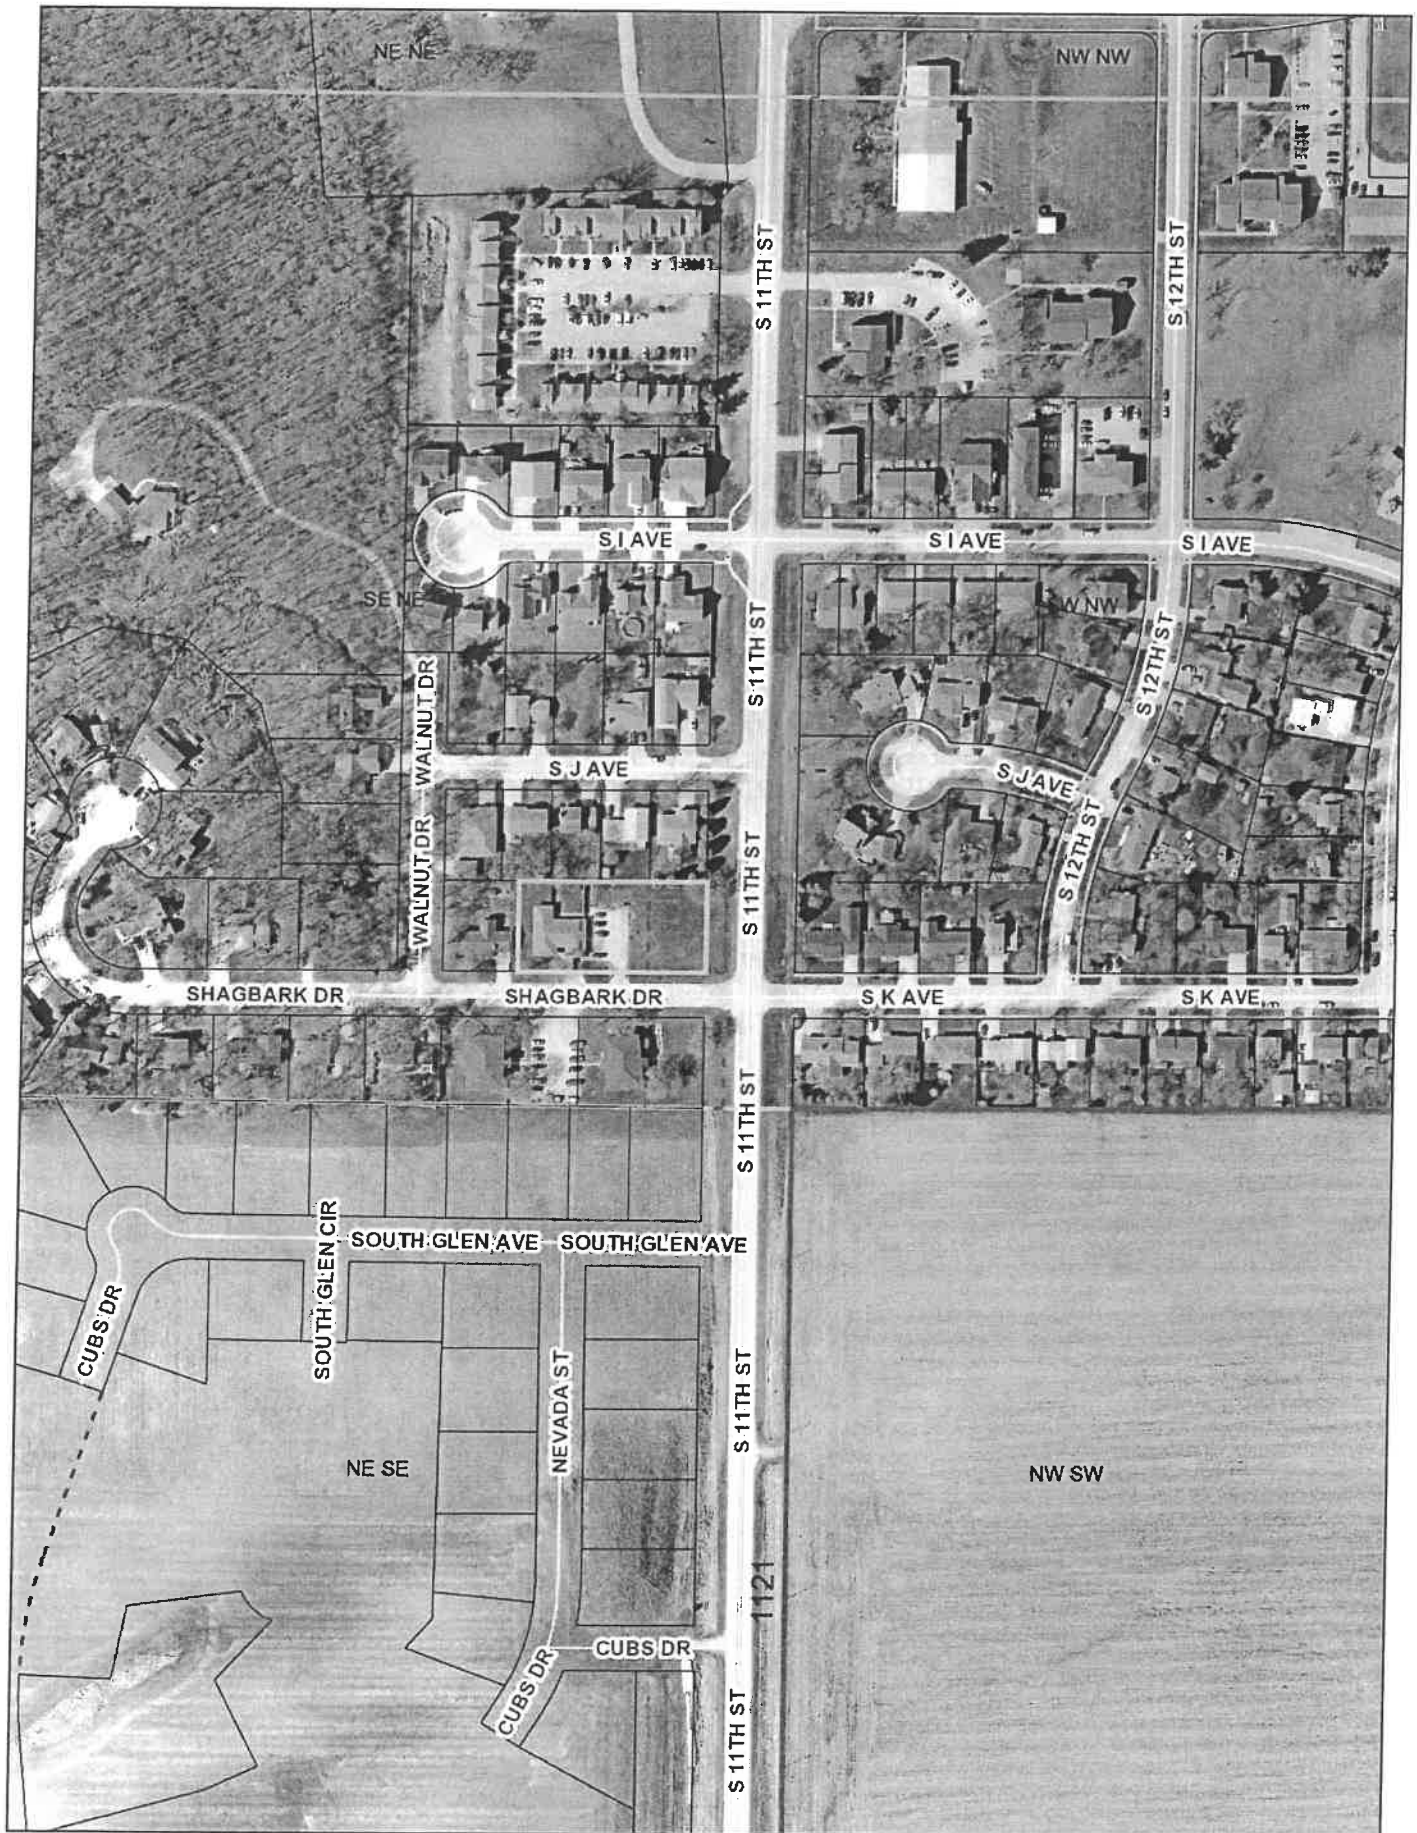 NE NE
NW NW
S 11TH ST
S 12TH ST
S I AVE
S I AVE
S I AVE
SE NE
W NW
WALNUT DR
S 11TH ST
S 12TH ST
S J AVE
S J AVE
WALNUT DR
S 11TH ST
S 12TH ST
SHAGBARK DR
SHAGBARK DR
S K AVE
S K AVE
S 11TH ST
SOUTH GLEN CIR
SOUTH GLEN AVE
SOUTH GLEN AVE
CUBS DR
NEVADA ST
S 11TH ST
NE SE
NW SW
1121
CUBS DR
CUBS DR
S 11TH ST